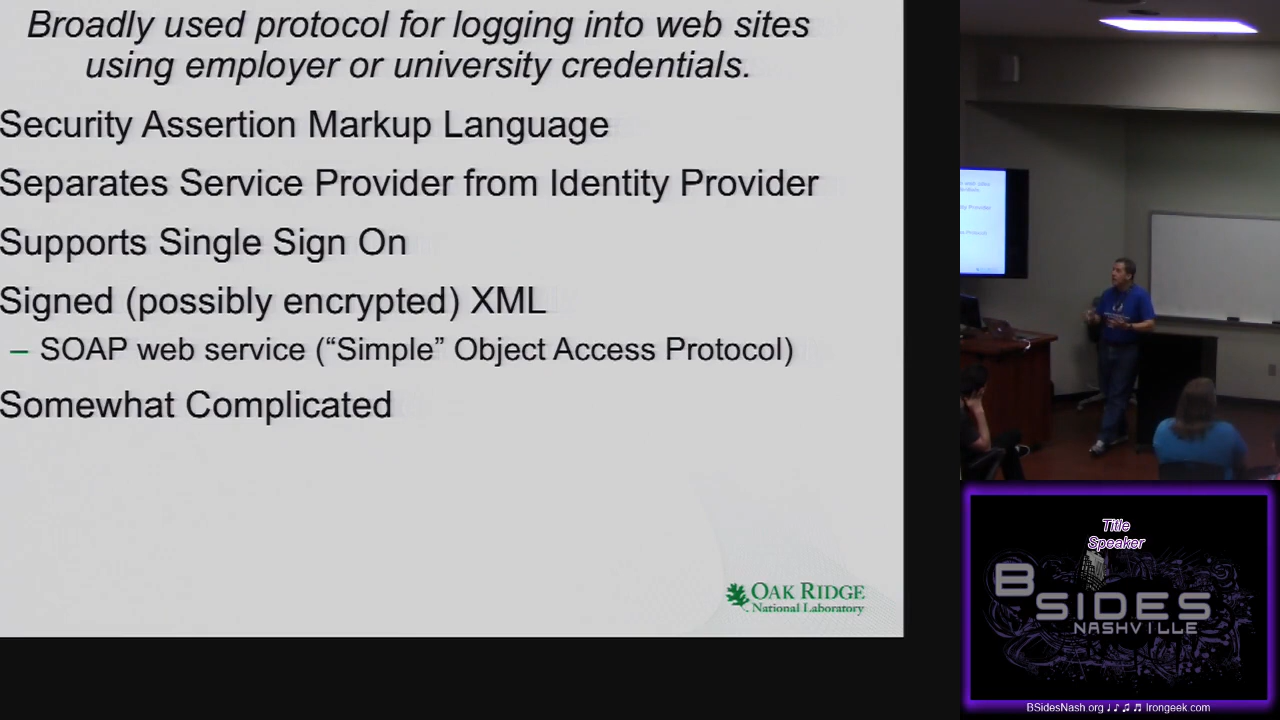 Broadly used protocol for logging into web sites
using employer or university credentials.
Security Assertion Markup Language
Separates Service Provider from Identity Provider
Supports Single Sign On
Signed (possibly encrypted) XML
– SOAP web service (“Simple” Object Access Protocol)
Somewhat Complicated
OAK RIDGE
National Laboratory
Title
Speaker
BSIDES
NASHVILLE
BSidesNash.org ♩♪♫♬ Irongeek.com